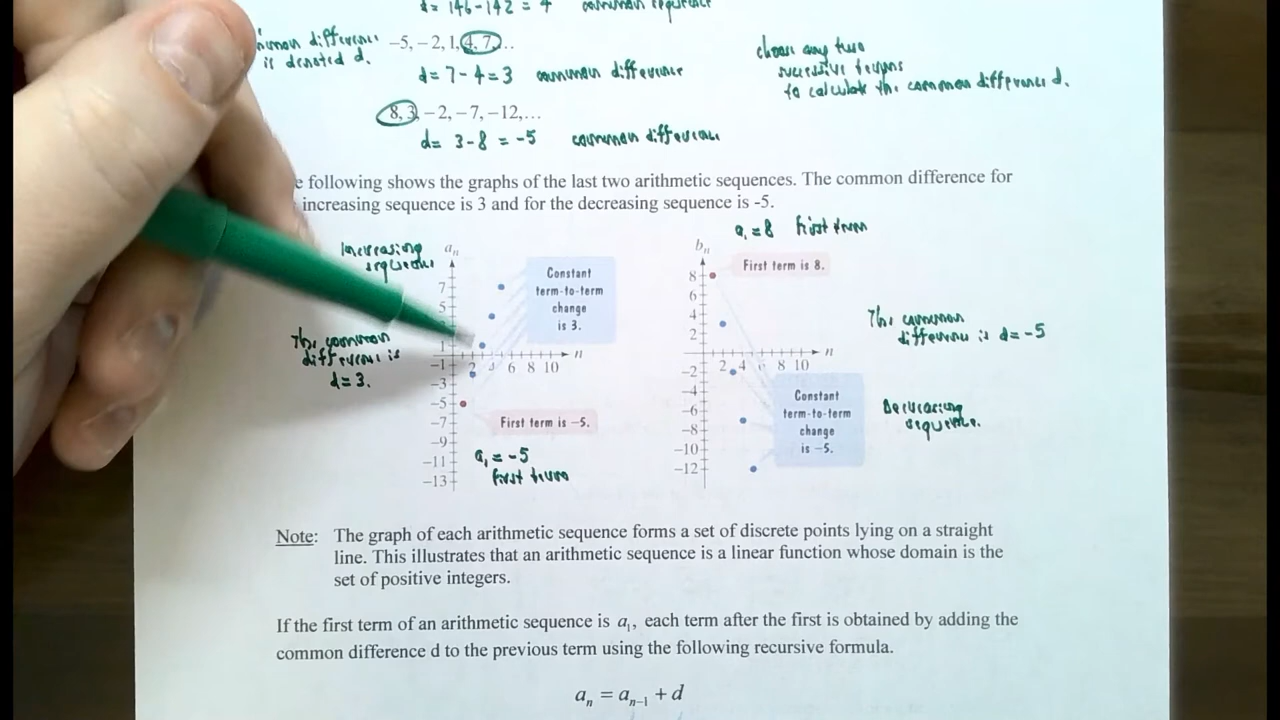 d = 146-142 = 4
common difference
is denoted d.
-5, -2, 1, 4, 7,...
d = 7 - 4 = 3 common difference
choose any two
successive terms
to calculate the common difference d.
8, 3, -2, -7, -12,...
d = 3 - 8 = -5 common difference
following shows the graphs of the last two arithmetic sequences. The common difference for
increasing sequence is 3 and for the decreasing sequence is -5.
Increasing
sequence
aₙ
7
5
1
-1
-3
-5
-7
-9
-11
-13
2 6 8 10
n
Constant
term-to-term
change
is 3.
The common
difference is
d=3.
First term is -5.
a₁ = -5
first term
a₁ = 8 first term
bₙ
8
6
4
2
-2
-4
-6
-8
-10
-12
2 4 8 10
n
First term is 8.
Constant
term-to-term
change
is -5.
The common
difference is d=-5
Decreasing
sequence.
Note: The graph of each arithmetic sequence forms a set of discrete points lying on a straight
line. This illustrates that an arithmetic sequence is a linear function whose domain is the
set of positive integers.
If the first term of an arithmetic sequence is a₁, each term after the first is obtained by adding the
common difference d to the previous term using the following recursive formula.
aₙ = aₙ₋₁ + d